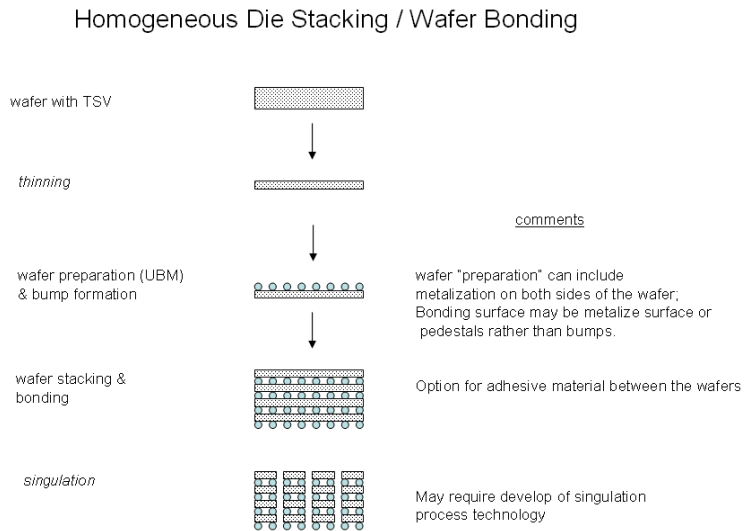 Homogeneous Die Stacking / Wafer Bonding
wafer with TSV
thinning
comments
wafer preparation (UBM)
& bump formation
wafer "preparation" can include
metalization on both sides of the wafer;
Bonding surface may be metalize surface or
pedestals rather than bumps.
wafer stacking &
bonding
Option for adhesive material between the wafers
singulation
May require develop of singulation
process technology